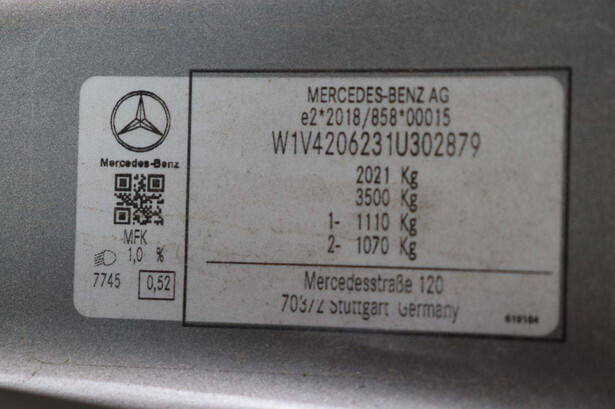 Mercedes-Benz
MFK
1,0 %
7745 0,52
MERCEDES-BENZ AG
e2*2018/858*00015
W1V4206231U302879
2021 Kg
3500 Kg
1- 1110 Kg
2- 1070 Kg
Mercedesstraße 120
70372 Stuttgart Germany